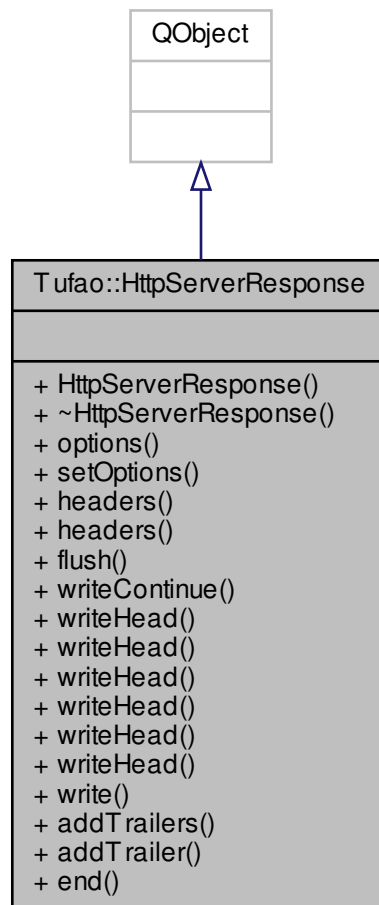 QObject
Tufao::HttpServerResponse
+ HttpServerResponse()
+ ~HttpServerResponse()
+ options()
+ setOptions()
+ headers()
+ headers()
+ flush()
+ writeContinue()
+ writeHead()
+ writeHead()
+ writeHead()
+ writeHead()
+ writeHead()
+ writeHead()
+ write()
+ addTrailers()
+ addTrailer()
+ end()